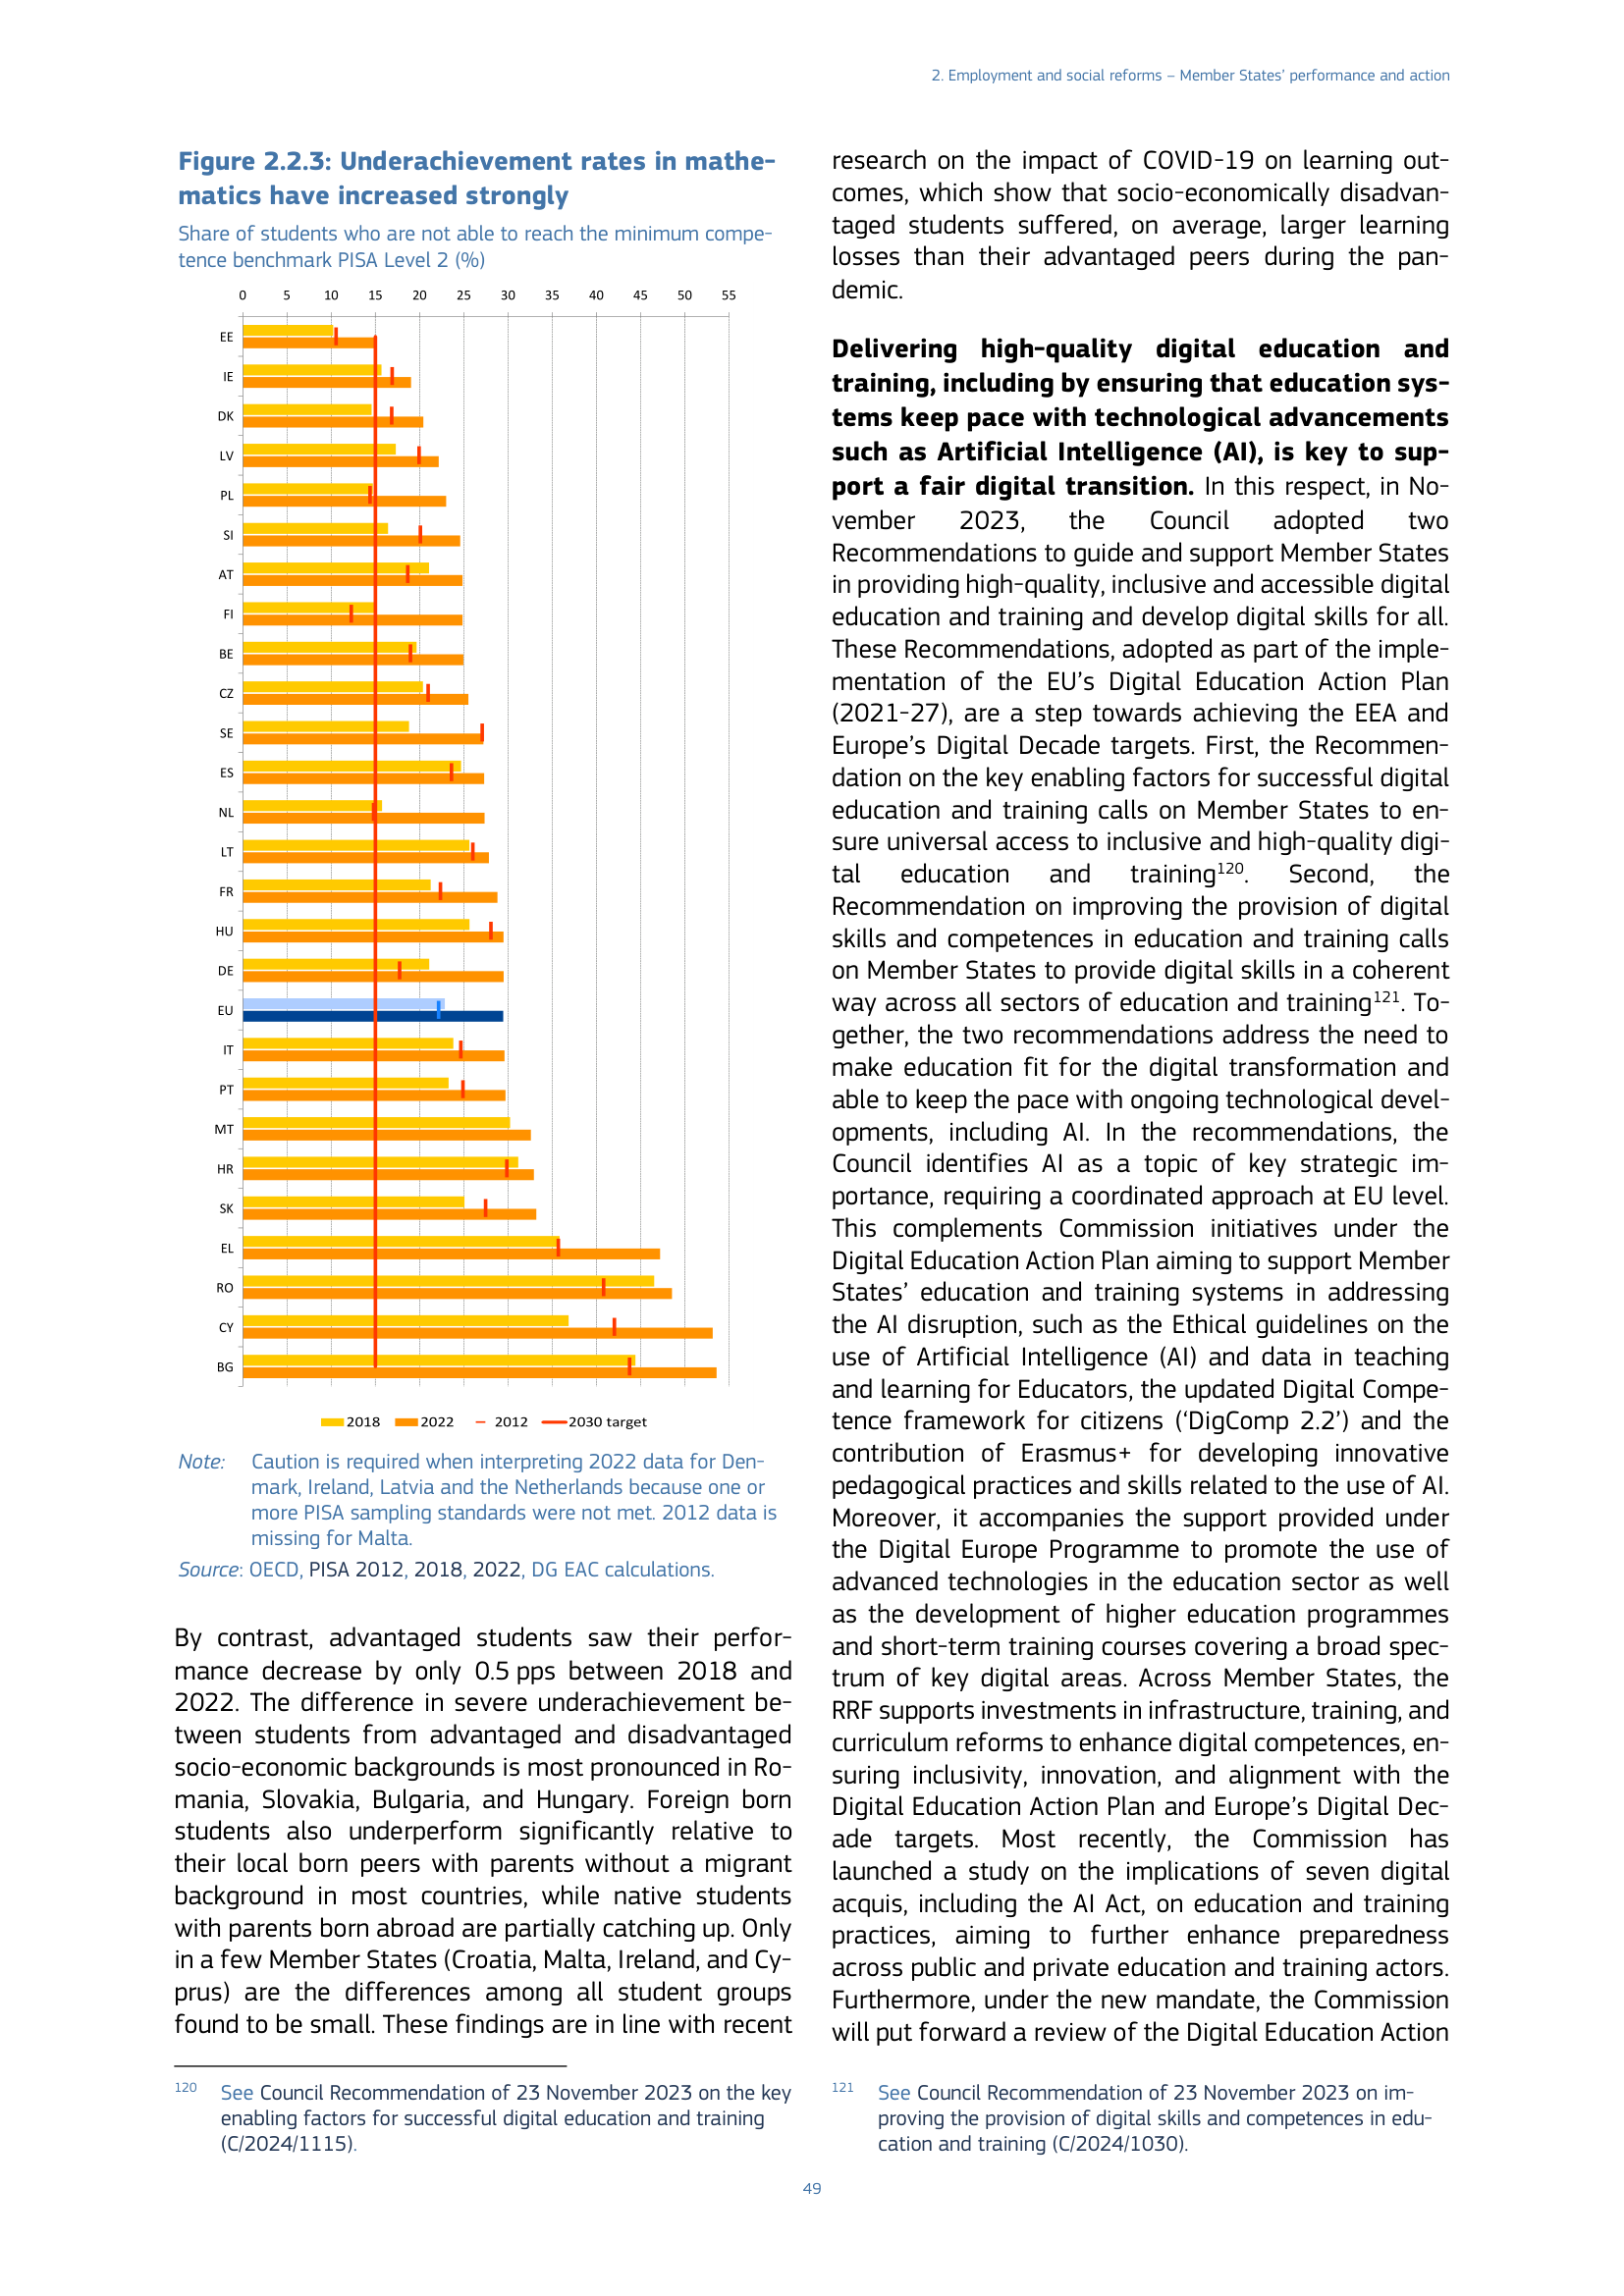 2. Employment and social reforms – Member States’ performance and action
Figure 2.2.3: Underachievement rates in mathe-
matics have increased strongly
Share of students who are not able to reach the minimum compe-
tence benchmark PISA Level 2 (%)
0 5 10 15 20 25 30 35 40 45 50 55
EE
IE
DK
LV
PL
SI
AT
FI
BE
CZ
SE
ES
NL
LT
FR
HU
DE
EU
IT
PT
MT
HR
SK
EL
RO
CY
BG
2018 2022 2012 2030 target
Note: Caution is required when interpreting 2022 data for Den-
mark, Ireland, Latvia and the Netherlands because one or
more PISA sampling standards were not met. 2012 data is
missing for Malta.
Source: OECD, PISA 2012, 2018, 2022, DG EAC calculations.
By contrast, advantaged students saw their perfor-
mance decrease by only 0.5 pps between 2018 and
2022. The difference in severe underachievement be-
tween students from advantaged and disadvantaged
socio-economic backgrounds is most pronounced in Ro-
mania, Slovakia, Bulgaria, and Hungary. Foreign born
students also underperform significantly relative to
their local born peers with parents without a migrant
background in most countries, while native students
with parents born abroad are partially catching up. Only
in a few Member States (Croatia, Malta, Ireland, and Cy-
prus) are the differences among all student groups
found to be small. These findings are in line with recent
research on the impact of COVID-19 on learning out-
comes, which show that socio-economically disadvan-
taged students suffered, on average, larger learning
losses than their advantaged peers during the pan-
demic.
Delivering high-quality digital education and
training, including by ensuring that education sys-
tems keep pace with technological advancements
such as Artificial Intelligence (AI), is key to sup-
port a fair digital transition. In this respect, in No-
vember 2023, the Council adopted two
Recommendations to guide and support Member States
in providing high-quality, inclusive and accessible digital
education and training and develop digital skills for all.
These Recommendations, adopted as part of the imple-
mentation of the EU’s Digital Education Action Plan
(2021-27), are a step towards achieving the EEA and
Europe’s Digital Decade targets. First, the Recommen-
dation on the key enabling factors for successful digital
education and training calls on Member States to en-
sure universal access to inclusive and high-quality digi-
tal education and training120. Second, the
Recommendation on improving the provision of digital
skills and competences in education and training calls
on Member States to provide digital skills in a coherent
way across all sectors of education and training121. To-
gether, the two recommendations address the need to
make education fit for the digital transformation and
able to keep the pace with ongoing technological devel-
opments, including AI. In the recommendations, the
Council identifies AI as a topic of key strategic im-
portance, requiring a coordinated approach at EU level.
This complements Commission initiatives under the
Digital Education Action Plan aiming to support Member
States’ education and training systems in addressing
the AI disruption, such as the Ethical guidelines on the
use of Artificial Intelligence (AI) and data in teaching
and learning for Educators, the updated Digital Compe-
tence framework for citizens (‘DigComp 2.2’) and the
contribution of Erasmus+ for developing innovative
pedagogical practices and skills related to the use of AI.
Moreover, it accompanies the support provided under
the Digital Europe Programme to promote the use of
advanced technologies in the education sector as well
as the development of higher education programmes
and short-term training courses covering a broad spec-
trum of key digital areas. Across Member States, the
RRF supports investments in infrastructure, training, and
curriculum reforms to enhance digital competences, en-
suring inclusivity, innovation, and alignment with the
Digital Education Action Plan and Europe’s Digital Dec-
ade targets. Most recently, the Commission has
launched a study on the implications of seven digital
acquis, including the AI Act, on education and training
practices, aiming to further enhance preparedness
across public and private education and training actors.
Furthermore, under the new mandate, the Commission
will put forward a review of the Digital Education Action
120 See Council Recommendation of 23 November 2023 on the key
enabling factors for successful digital education and training
(C/2024/1115).
121 See Council Recommendation of 23 November 2023 on im-
proving the provision of digital skills and competences in edu-
cation and training (C/2024/1030).
49